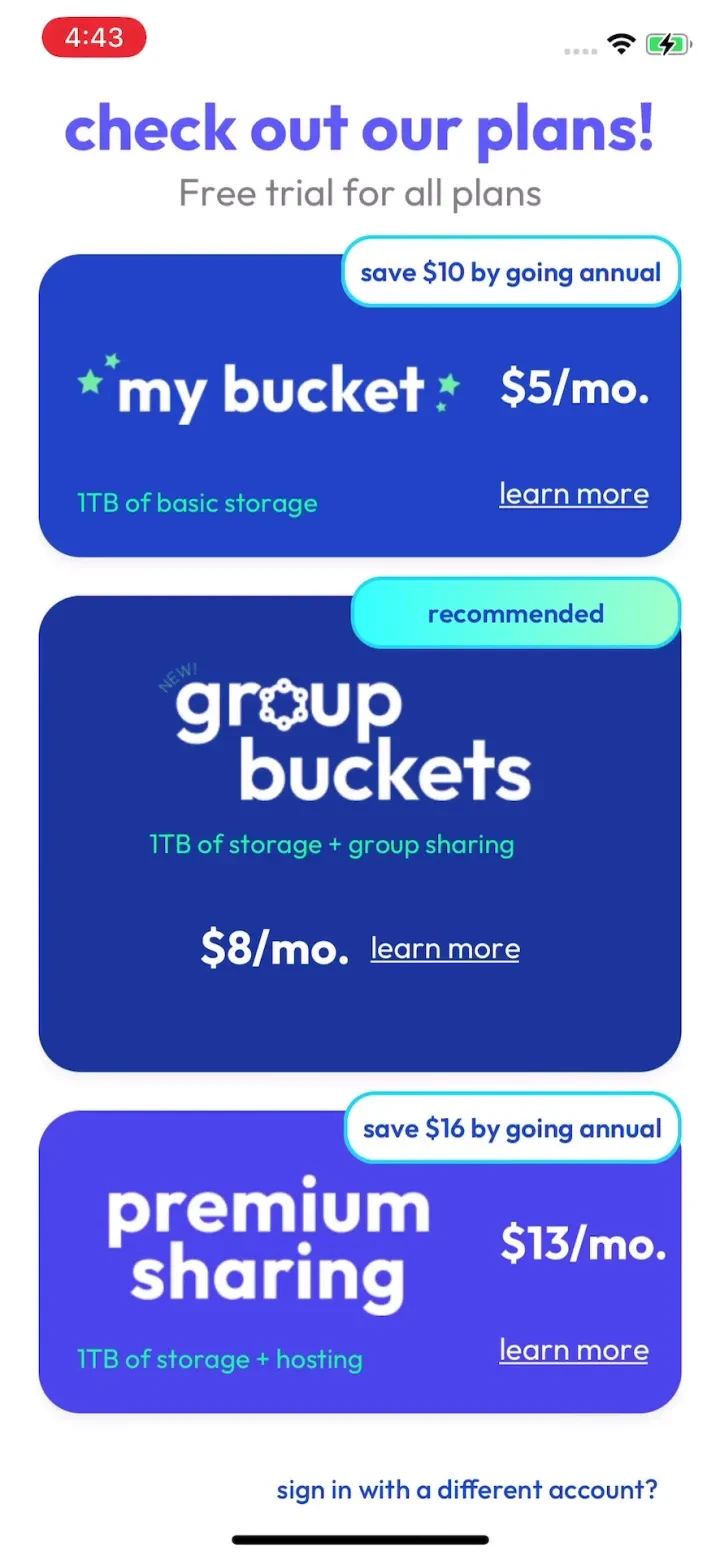 4:43
check out our plans!
Free trial for all plans
save $10 by going annual
my bucket
$5/mo.
1TB of basic storage
learn more
recommended
NEW!
group
buckets
1TB of storage + group sharing
$8/mo. learn more
save $16 by going annual
premium
sharing
$13/mo.
1TB of storage + hosting
learn more
sign in with a different account?